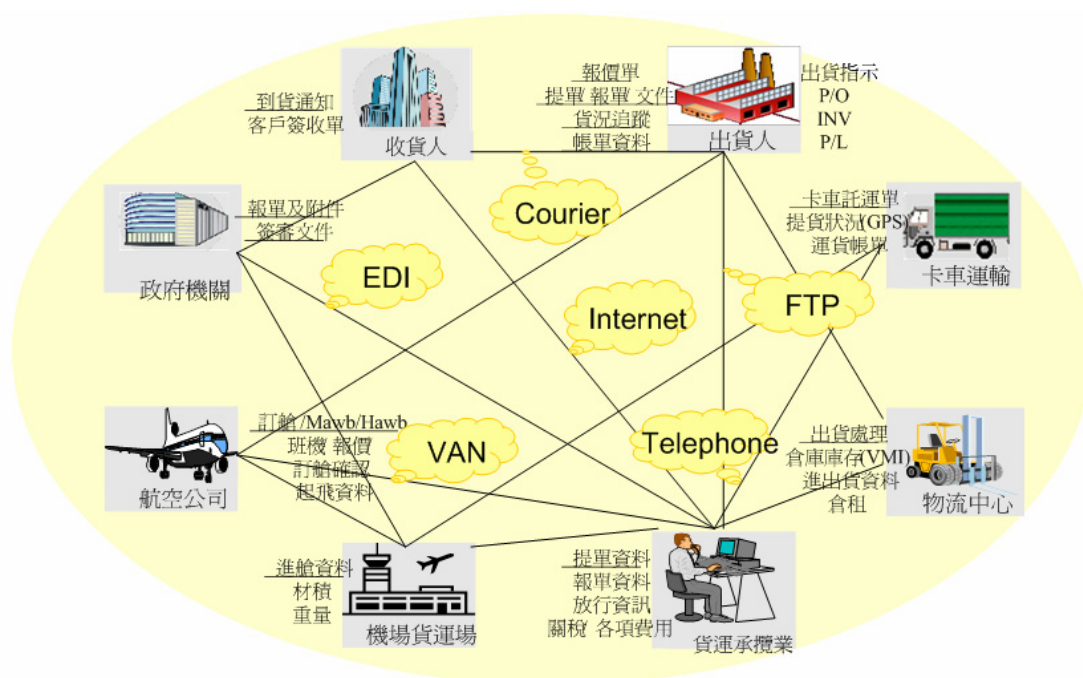 到貨通知
客戶簽收單
收貨人
報價單
提單 報單/ 文件
貨況追蹤
帳單資料
出貨人
出貨指示
P/O
INV
P/L
Courier
報單及附件
簽審文件
政府機關
EDI
Internet
FTP
卡車託運單
提貨狀況(GPS)
運貨帳單
卡車運輸
訂艙 /Mawb/Hawb
班機 報價
訂艙確認
起飛資料
航空公司
VAN
Telephone
出貨處理
倉庫庫存(VMI)
進出貨資料
倉租
物流中心
進艙資料
材積
重量
機場貨運場
提單資料
報單資料
放行資訊
關稅/ 各項費用
貨運承攬業